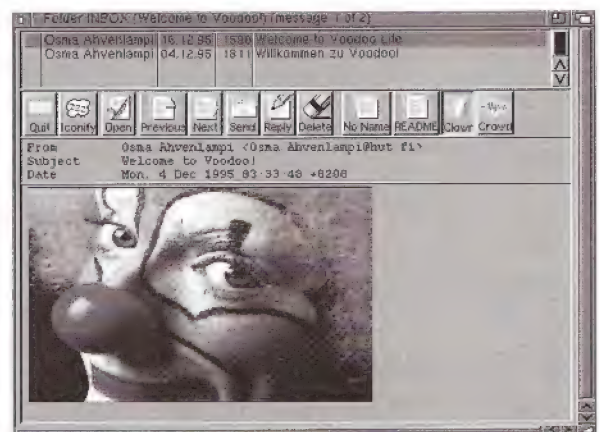 Folder INBOX (Welcome to Voodoo!) (message 1 of 2)
Osma Ahvenlampi 16.12.95 1580 Welcome to Voodoo Lite
Osma Ahvenlampi 04.12.95 1811 Willkommen zu Voodoo!
Quit Iconify Open Previous Next Send Reply Delete No Name README Clown Crown
From Osma Ahvenlampi <Osma Ahvenlampi@hut fi>
Subject Welcome to Voodoo!
Date Mon. 4 Dec 1995 03:33:48 +0200